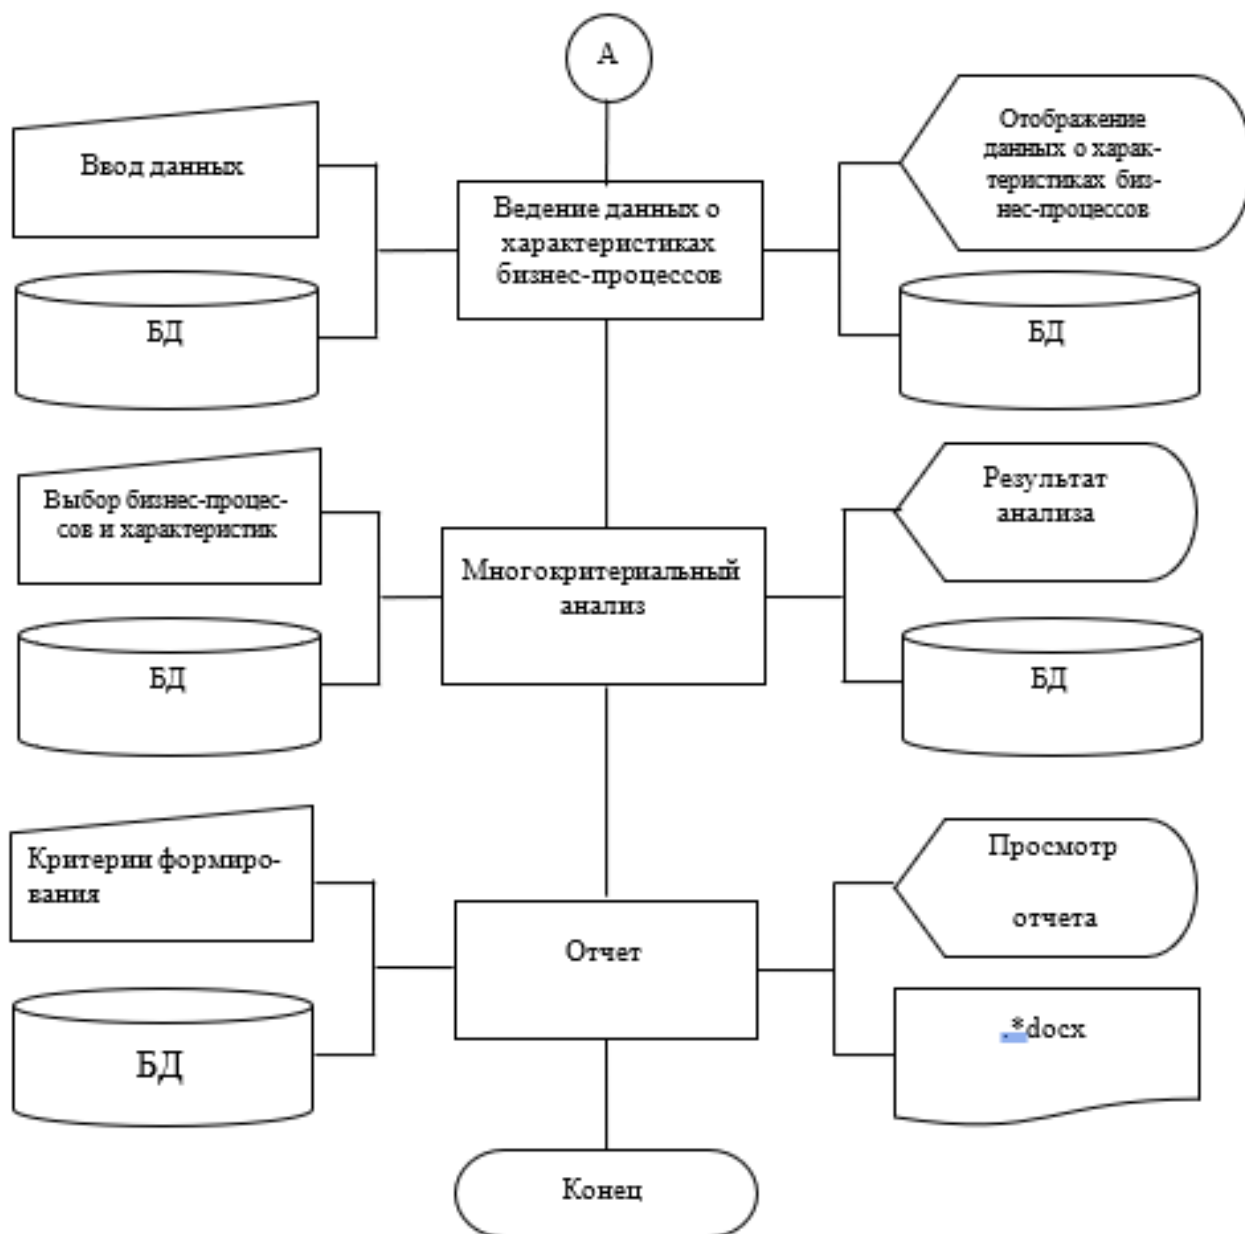 А
Ввод данных
Ведение данных о
характеристиках
бизнес-процессов
Отображение
данных о харак-
теристиках биз-
нес-процессов
БД
БД
Выбор бизнес-процес-
сов и характеристик
Многокритериальный
анализ
Результат
анализа
БД
БД
Критерии формиро-
вания
Отчет
Просмотр
отчета
БД
.*docx
Конец